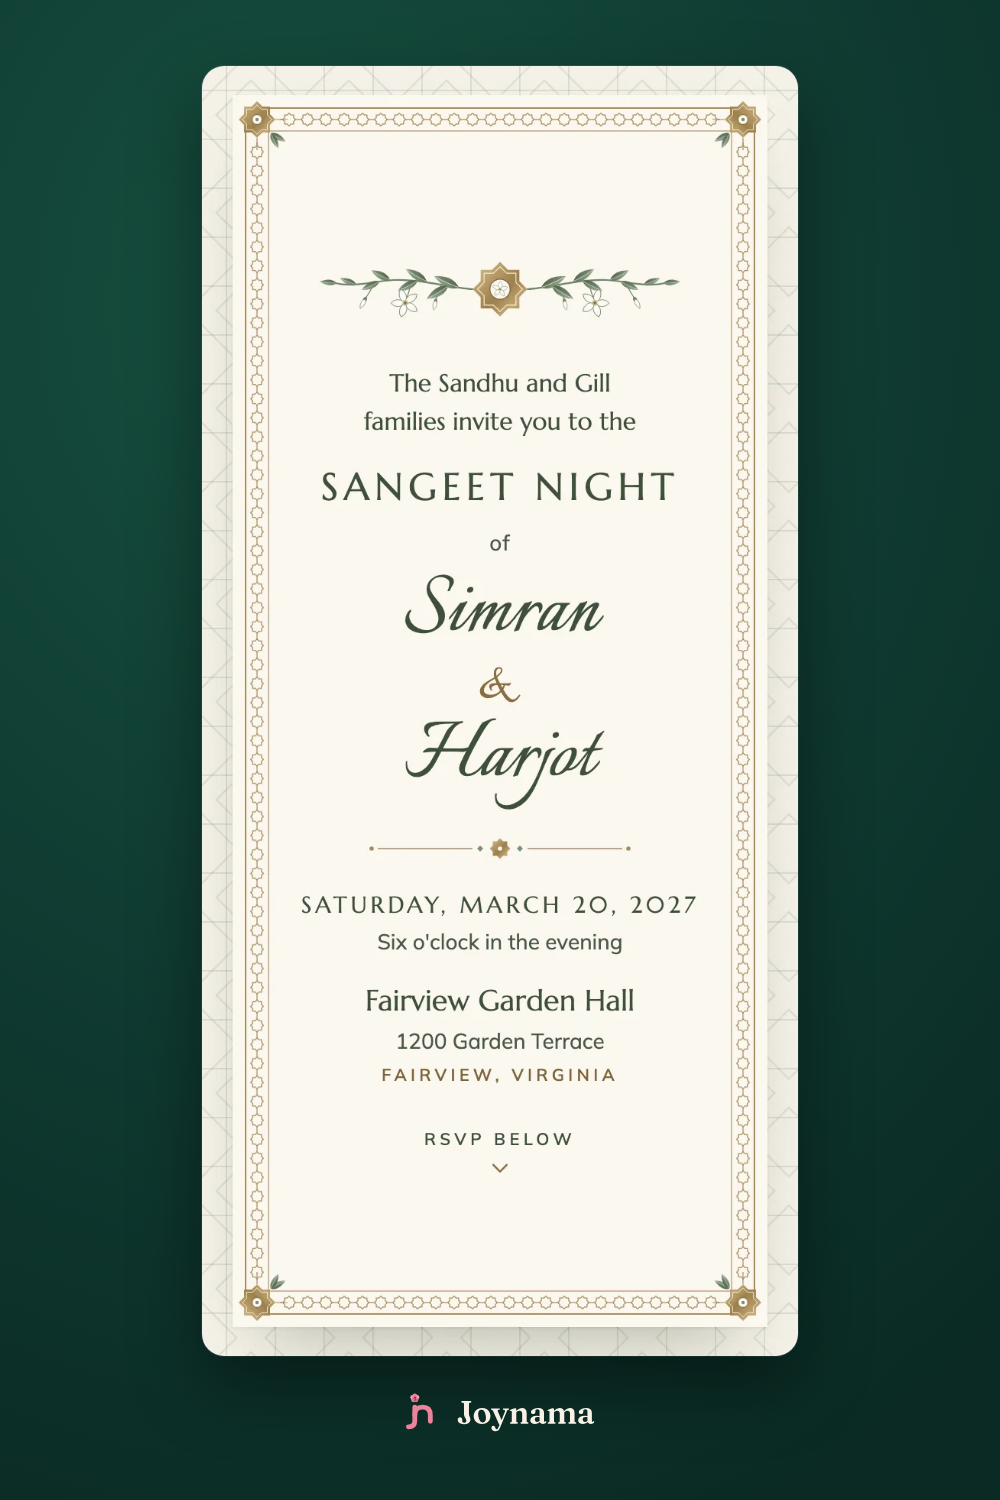 The Sandhu and Gill
families invite you to the
SANGEET NIGHT
of
Simran
&
Harjot
SATURDAY, MARCH 20, 2027
Six o'clock in the evening
Fairview Garden Hall
1200 Garden Terrace
FAIRVIEW, VIRGINIA
RSVP BELOW
Joynama